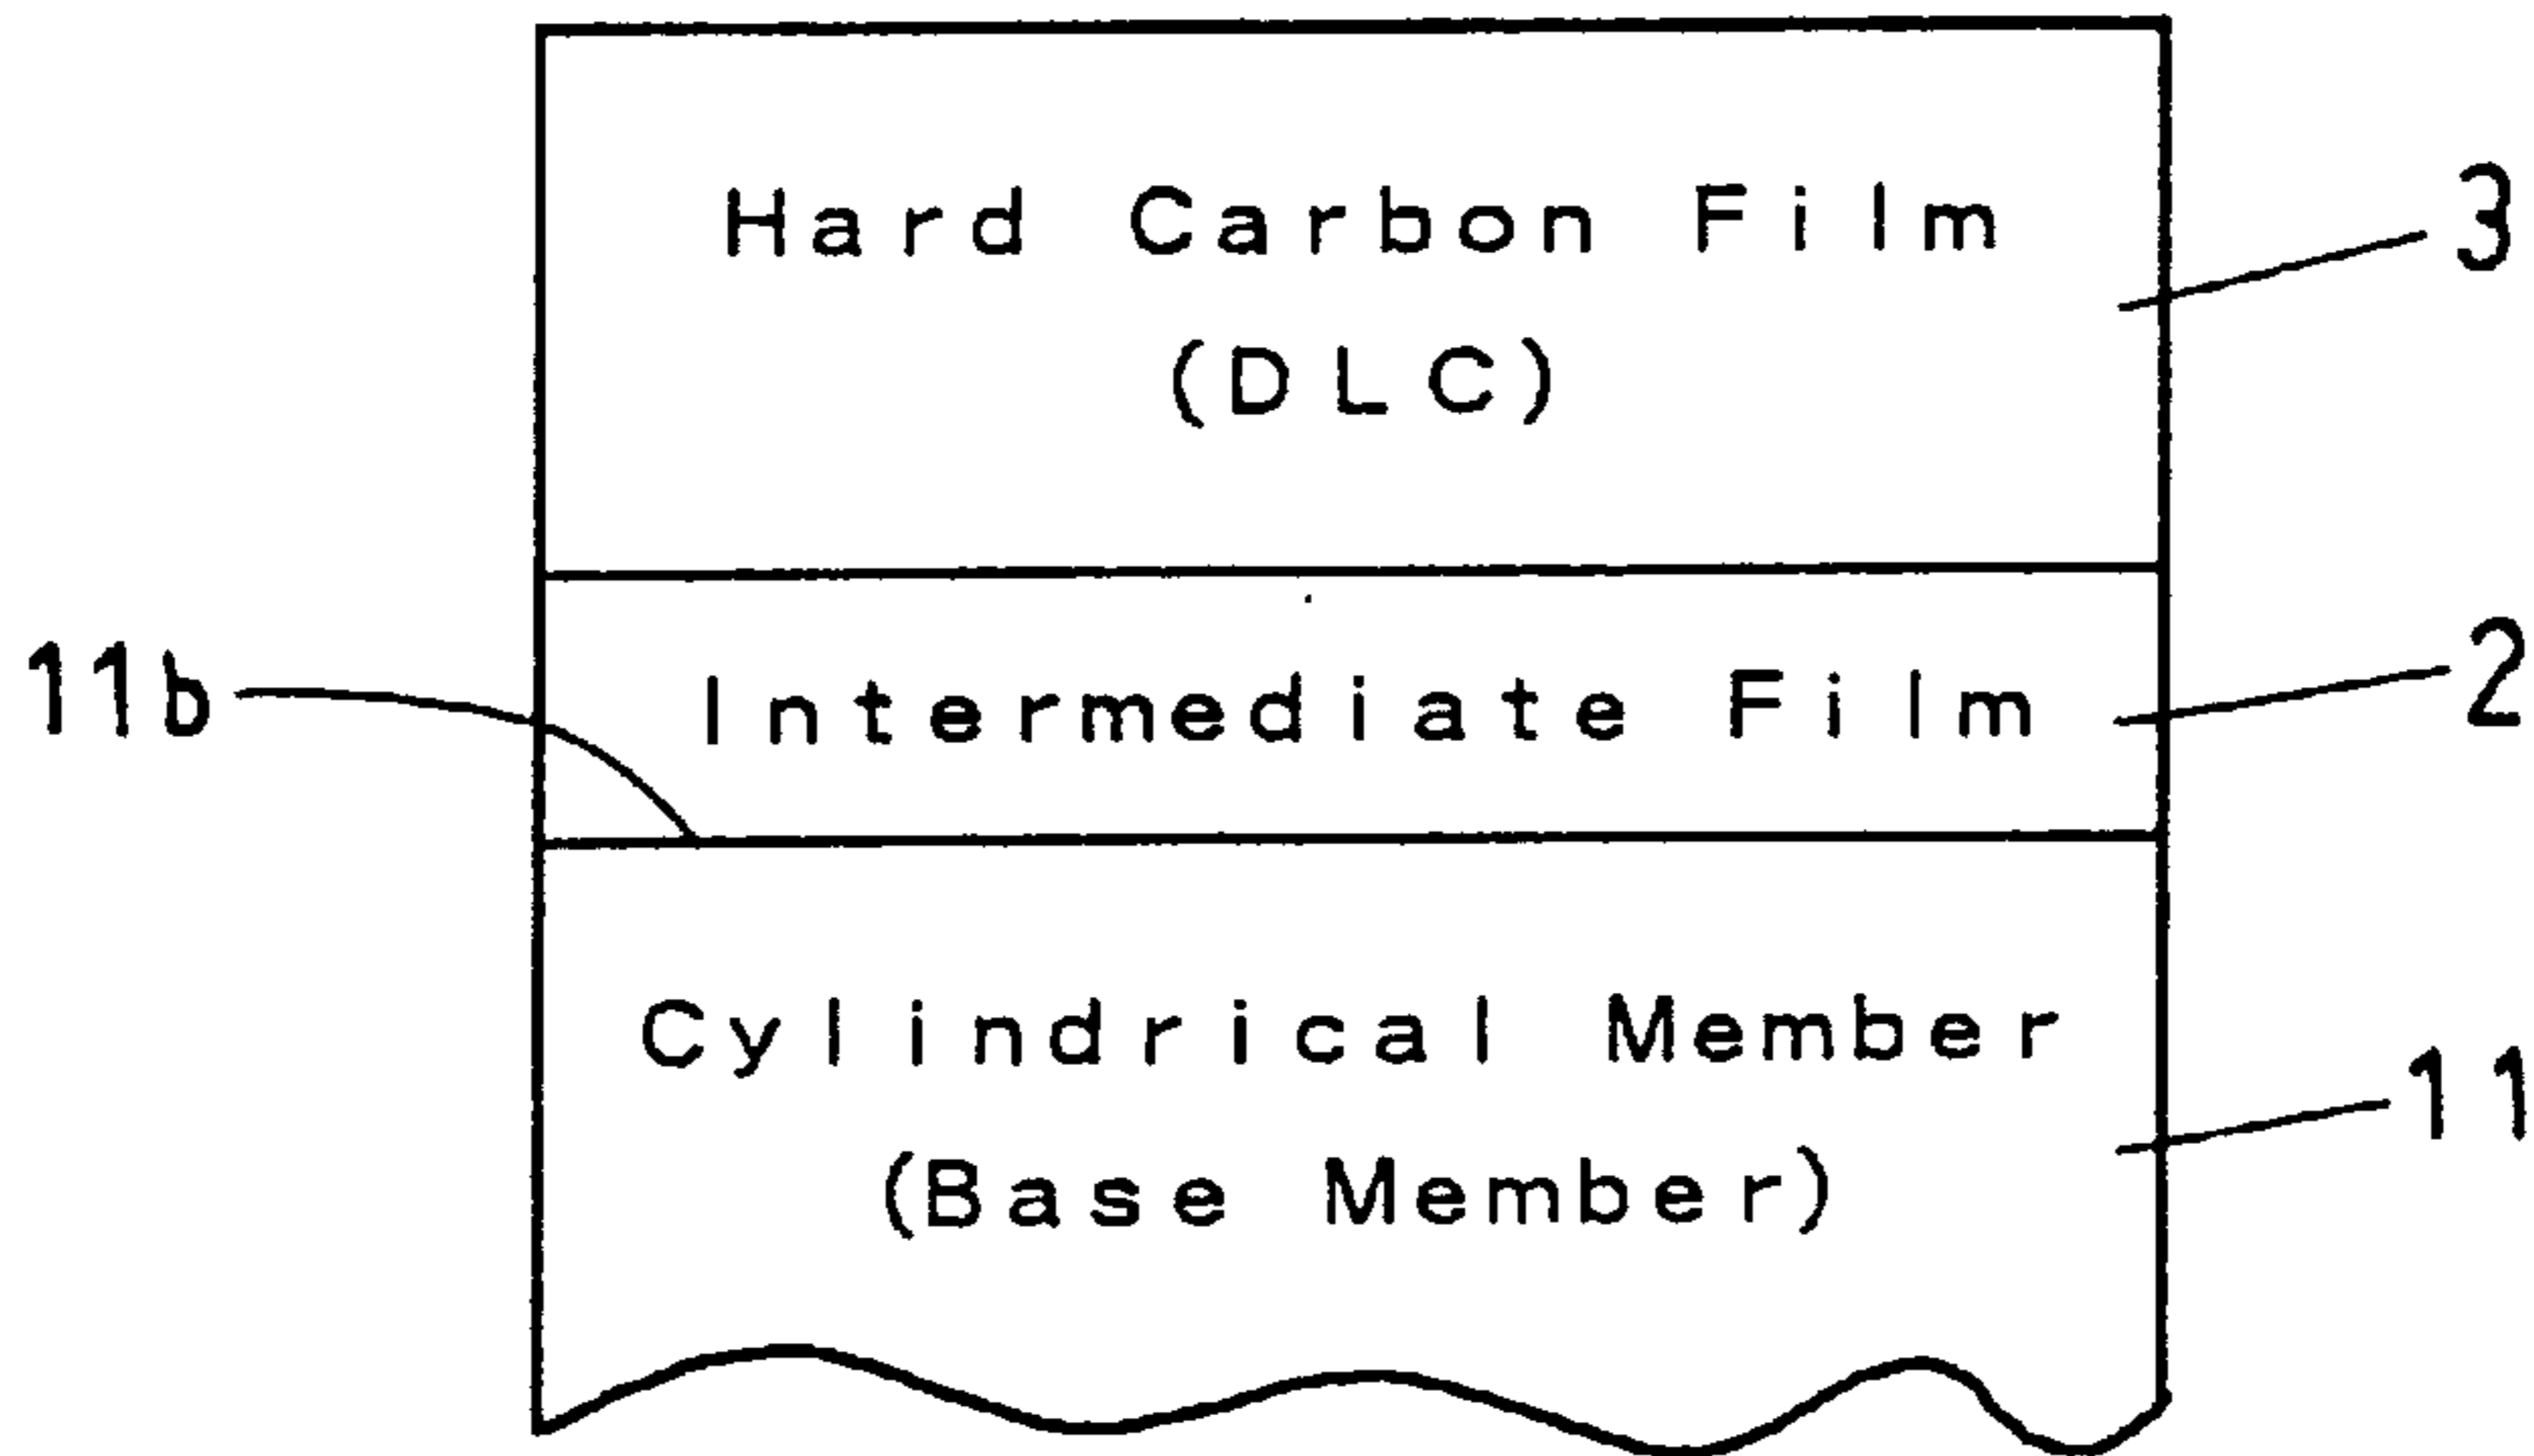 Hard Carbon Film
(DLC)
3
Intermediate Film
2
11b
Cylindrical Member
(Base Member)
11